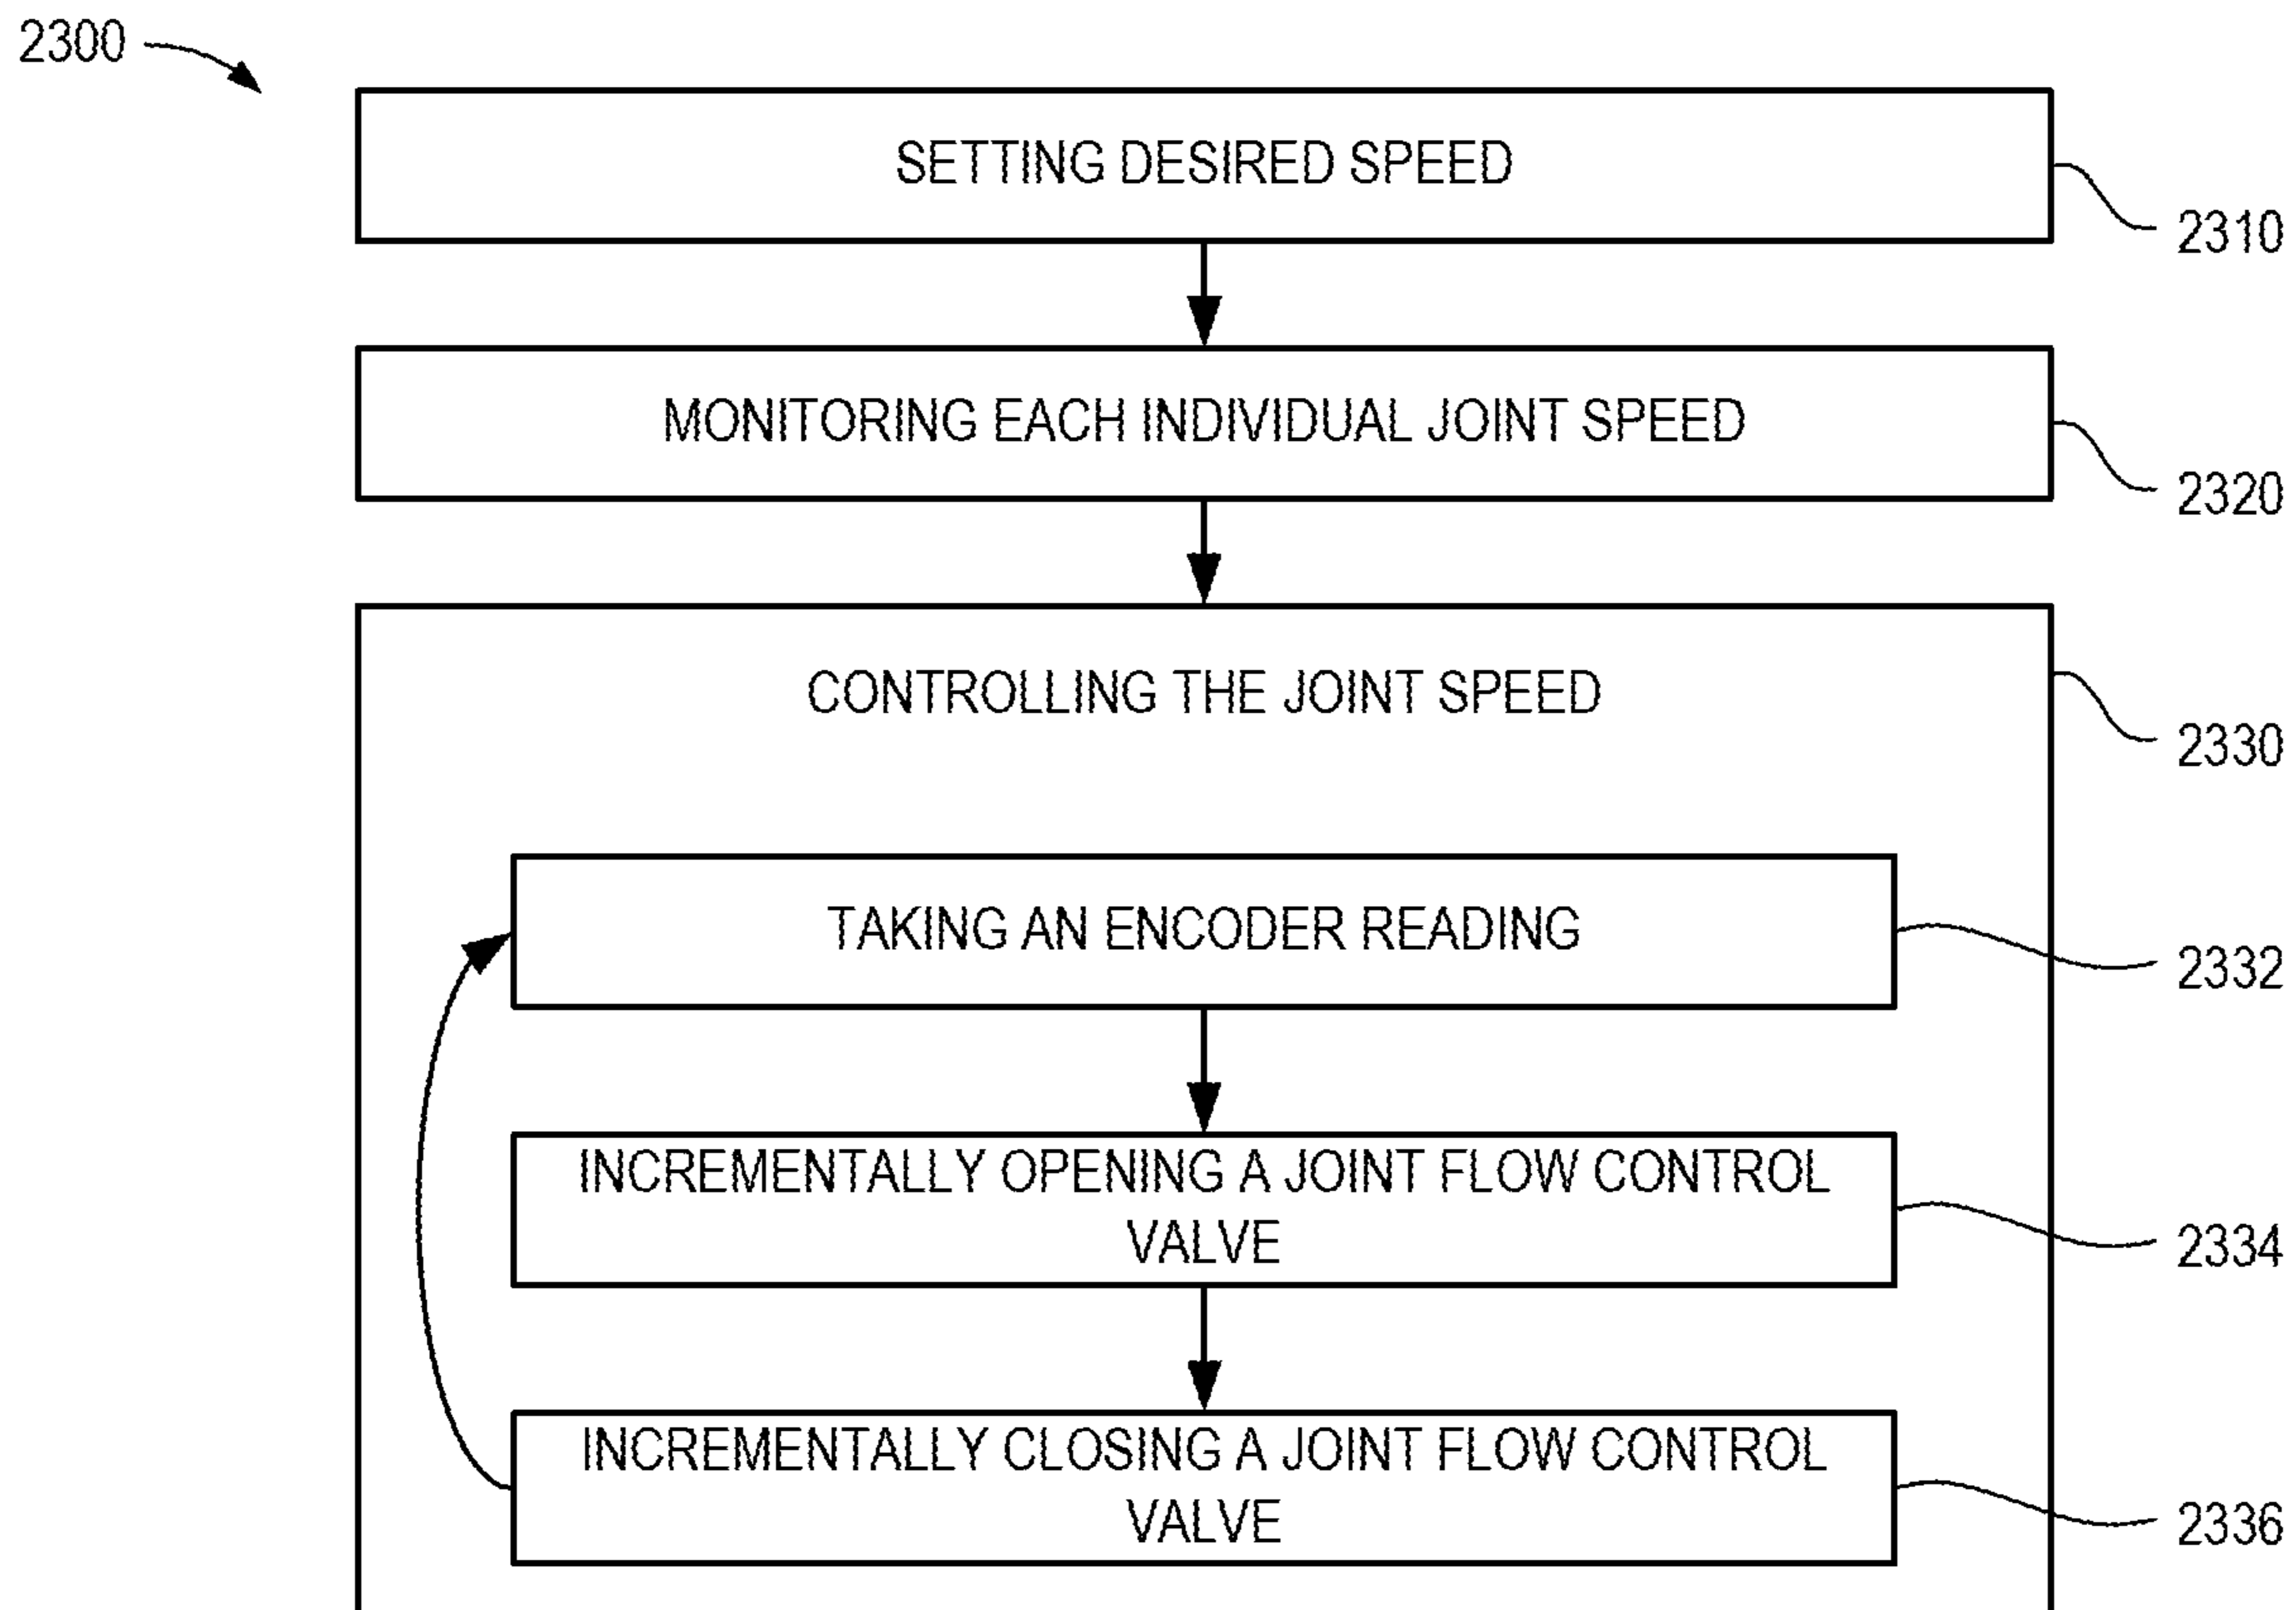 2300
SETTING DESIRED SPEED
2310
MONITORING EACH INDIVIDUAL JOINT SPEED
2320
CONTROLLING THE JOINT SPEED
2330
TAKING AN ENCODER READING
2332
INCREMENTALLY OPENING A JOINT FLOW CONTROL
VALVE
2334
INCREMENTALLY CLOSING A JOINT FLOW CONTROL
VALVE
2336